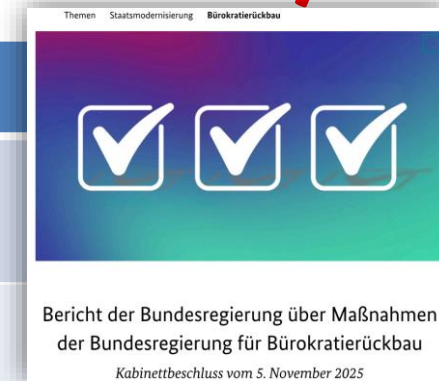 Themen Staatsmodernisierung Bürokratierückbau
Bericht der Bundesregierung über Maßnahmen
der Bundesregierung für Bürokratierückbau
Kabinettbeschluss vom 5. November 2025